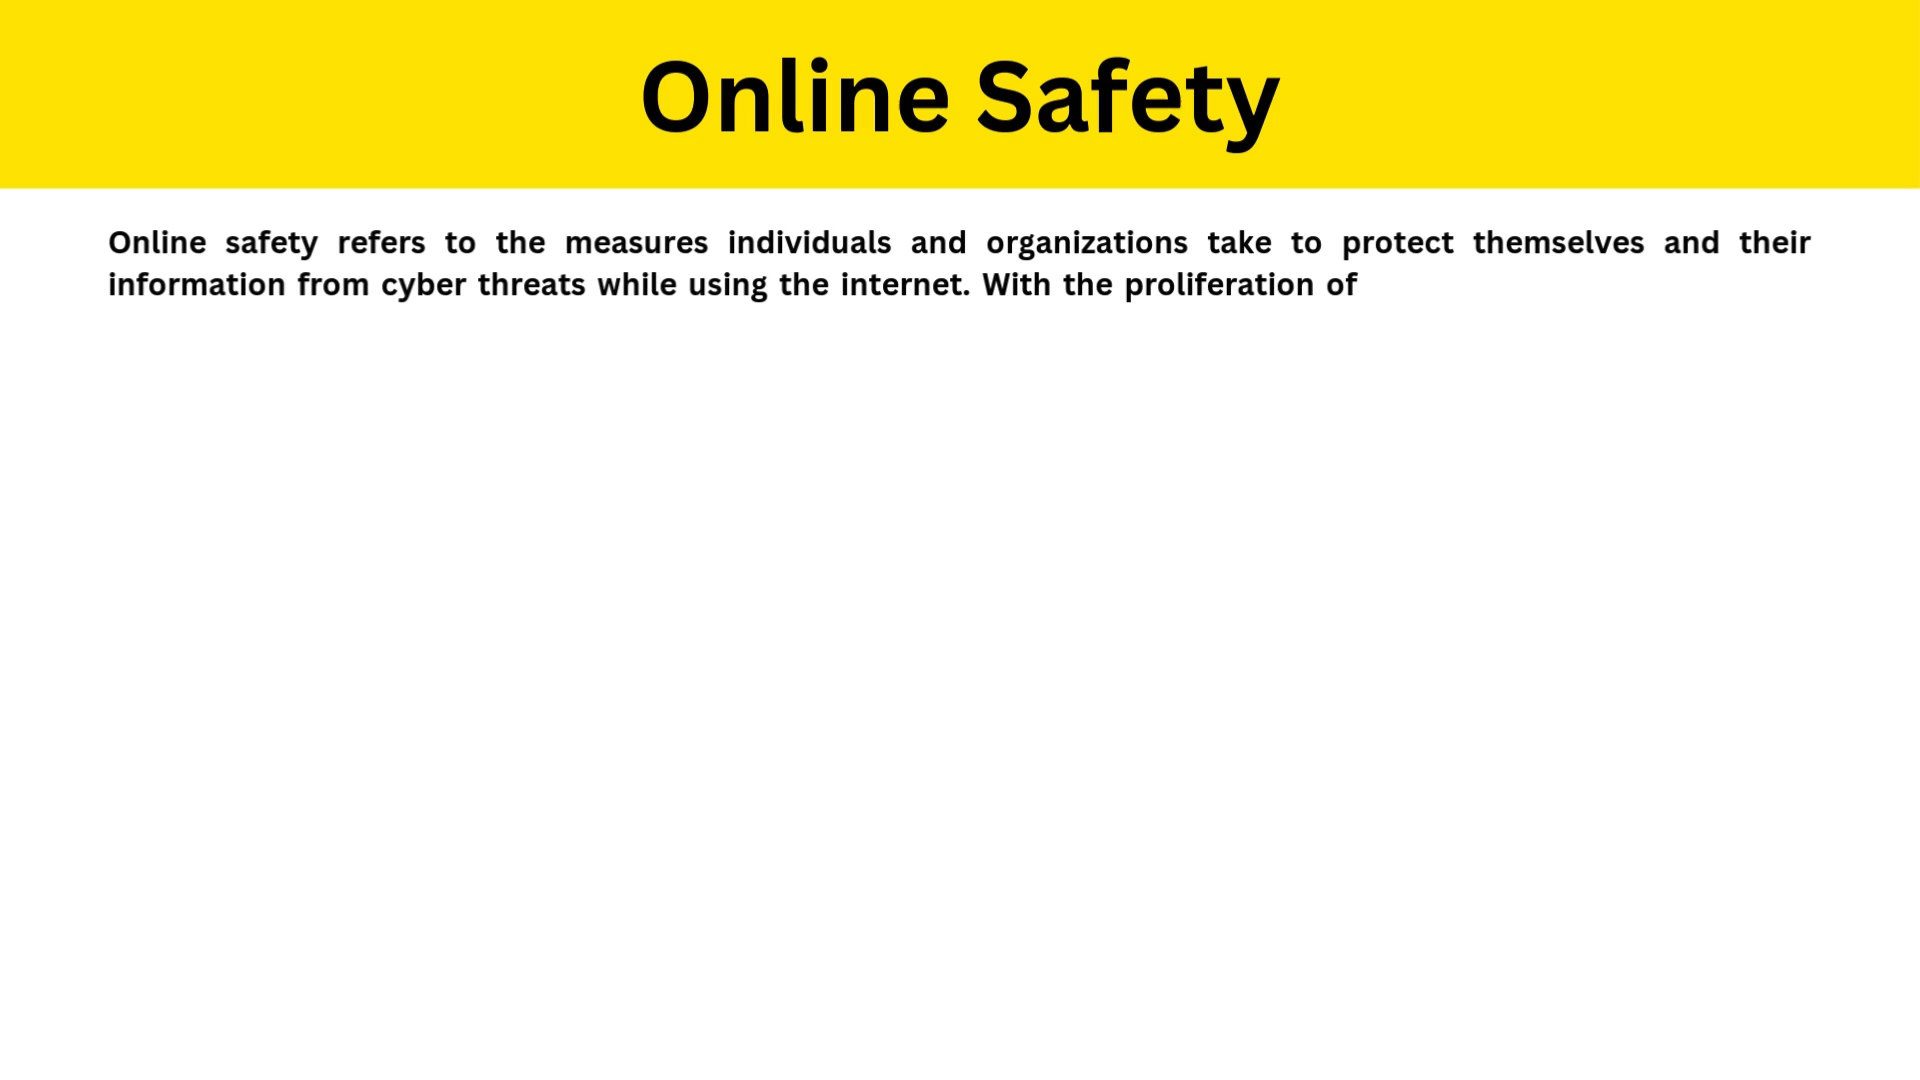 Online Safety
Online safety refers to the measures individuals and organizations take to protect themselves and their
information from cyber threats while using the internet. With the proliferation of